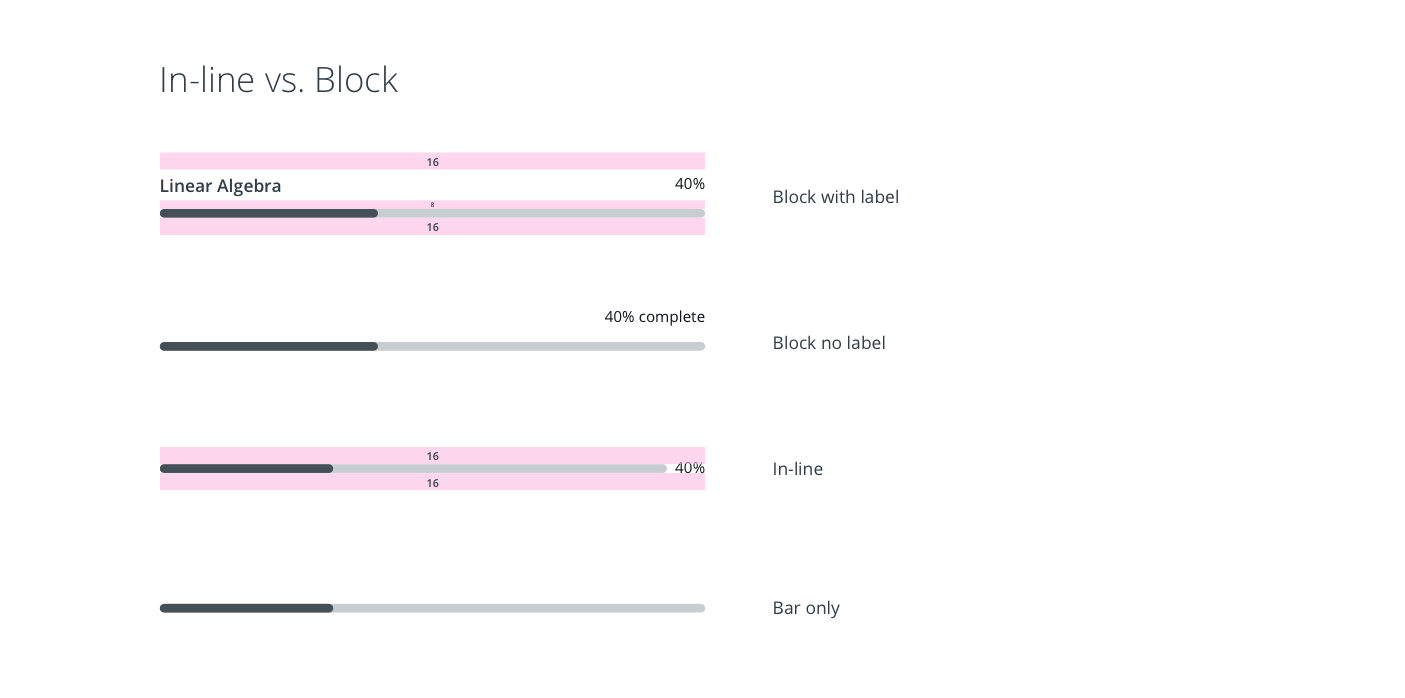 In-line vs. Block
16
Linear Algebra 40%
8
16
Block with label
40% complete
Block no label
16
40%
16
In-line
Bar only